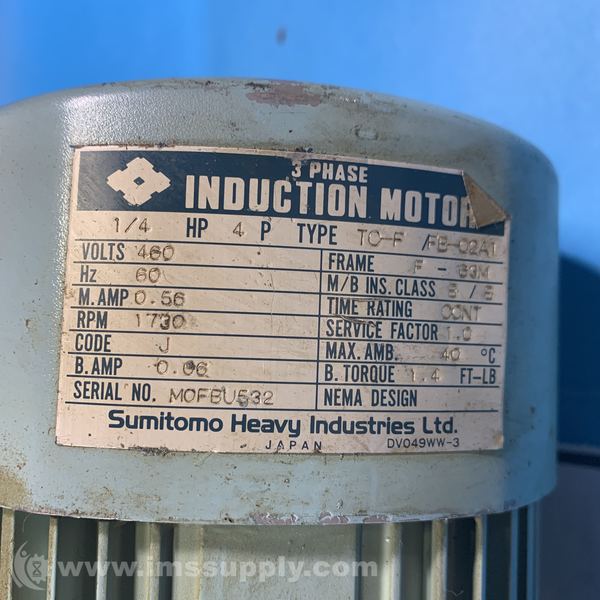 3 PHASE
INDUCTION MOTOR
1/4 HP 4 P TYPE TC-F /FB-02A1
VOLTS 460
Hz 60
M.AMP 0.56
RPM 1730
CODE J
B.AMP 0.06
SERIAL NO. MOFBU532
FRAME F - 63M
M/B INS. CLASS B / B
TIME RATING CONT
SERVICE FACTOR 1.0
MAX. AMB. 40 °C
B. TORQUE 1.4 FT-LB
NEMA DESIGN
Sumitomo Heavy Industries Ltd.
JAPAN DV049WW-3
www.imssupply.com